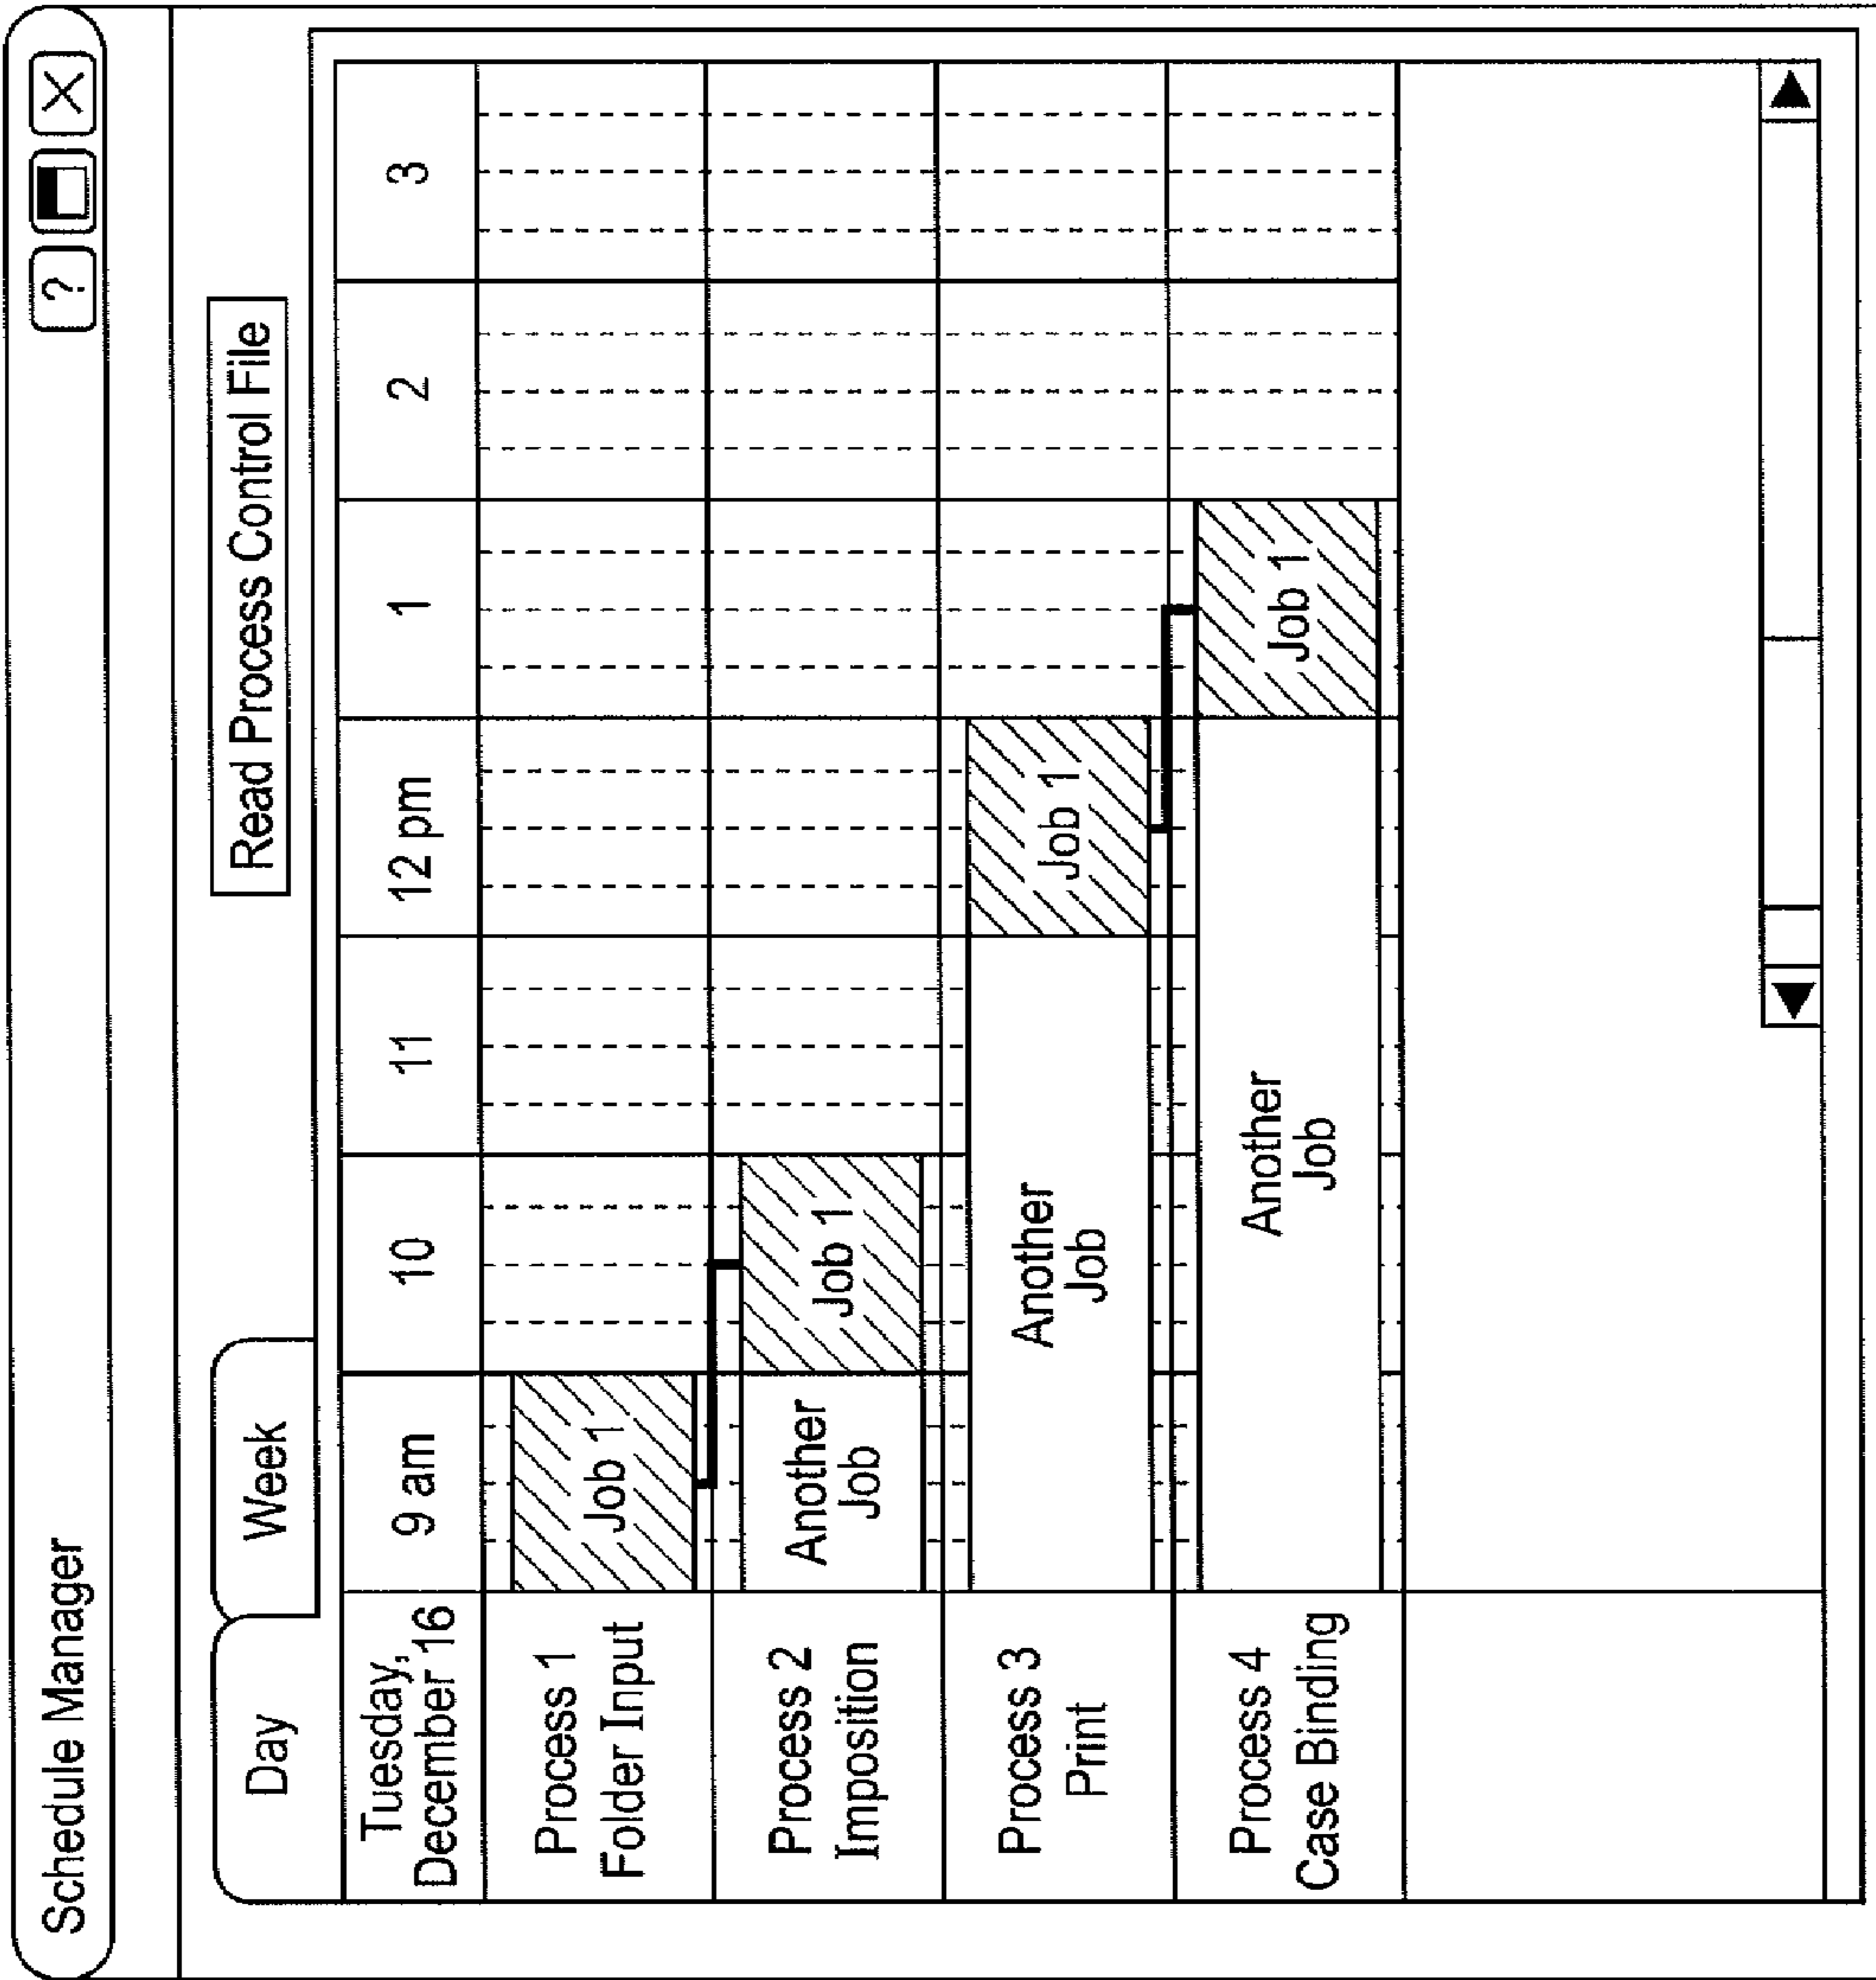 Schedule Manager
?
X
Day
Week
Read Process Control File
Tuesday,
December 16
9 am
10
11
12 pm
1
2
3
Process 1
Folder Input
Job 1
Process 2
Imposition
Another
Job
Job 1
Process 3
Print
Another
Job
Job 1
Process 4
Case Binding
Another
Job
Job 1